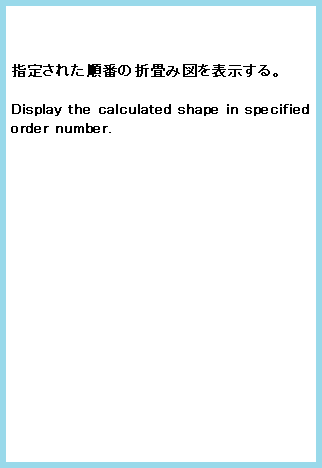 指定された順番の折畳み図を表示する。
Display the calculated shape in specified
order number.